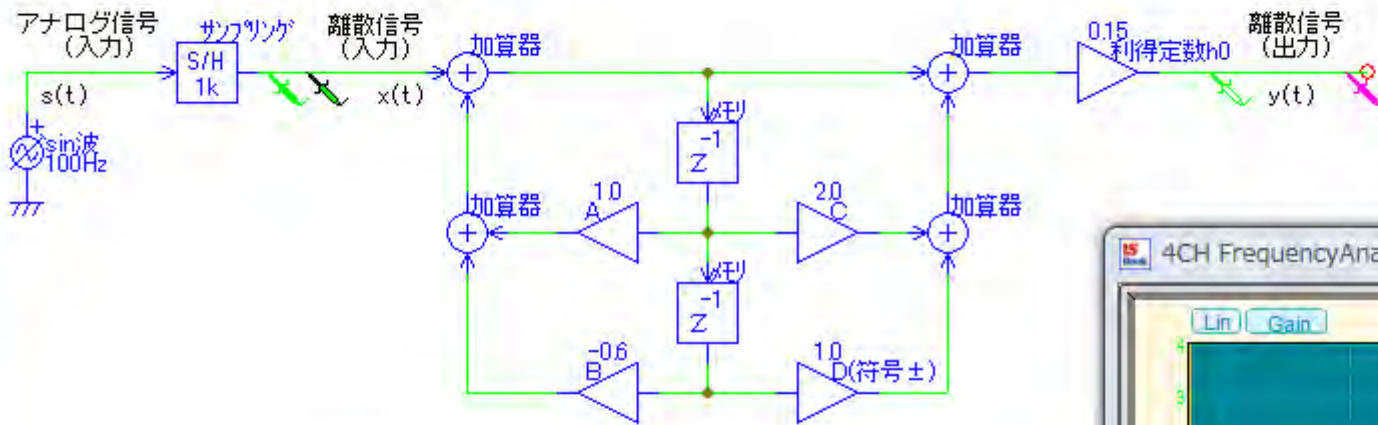 アナログ信号
(入力)
サンプリング
離散信号
(入力)
加算器
加算器
0.15
利得定数h0
離散信号
(出力)
S/H
1k
s(t)
x(t)
y(t)
+
+
メモリ
-1
Z
+
sin波
100Hz
加算器
1.0
A
2.0
C
加算器
+
+
メモリ
-1
Z
-0.6
B
1.0
D(符号±)
4CH FrequencyAna
Lin
Gain
4
3